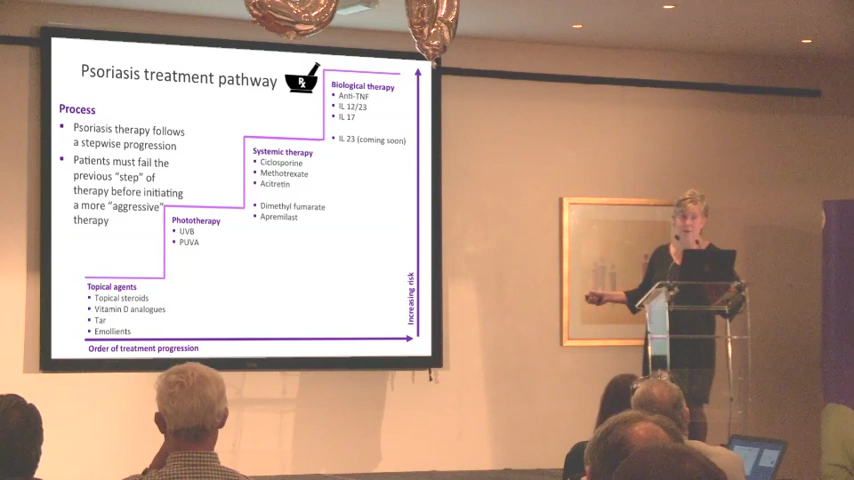 Psoriasis treatment pathway
Rx
Process
Psoriasis therapy follows
a stepwise progression
Patients must fail the
previous "step" of
therapy before initiating
a more "aggressive"
therapy
Topical agents
Topical steroids
Vitamin D analogues
Tar
Emollients
Phototherapy
UVB
PUVA
Systemic therapy
Ciclosporine
Methotrexate
Acitretin
Dimethyl fumarate
Apremilast
Biological therapy
Anti-TNF
IL 12/23
IL 17
IL 23 (coming soon)
Increasing risk
Order of treatment progression